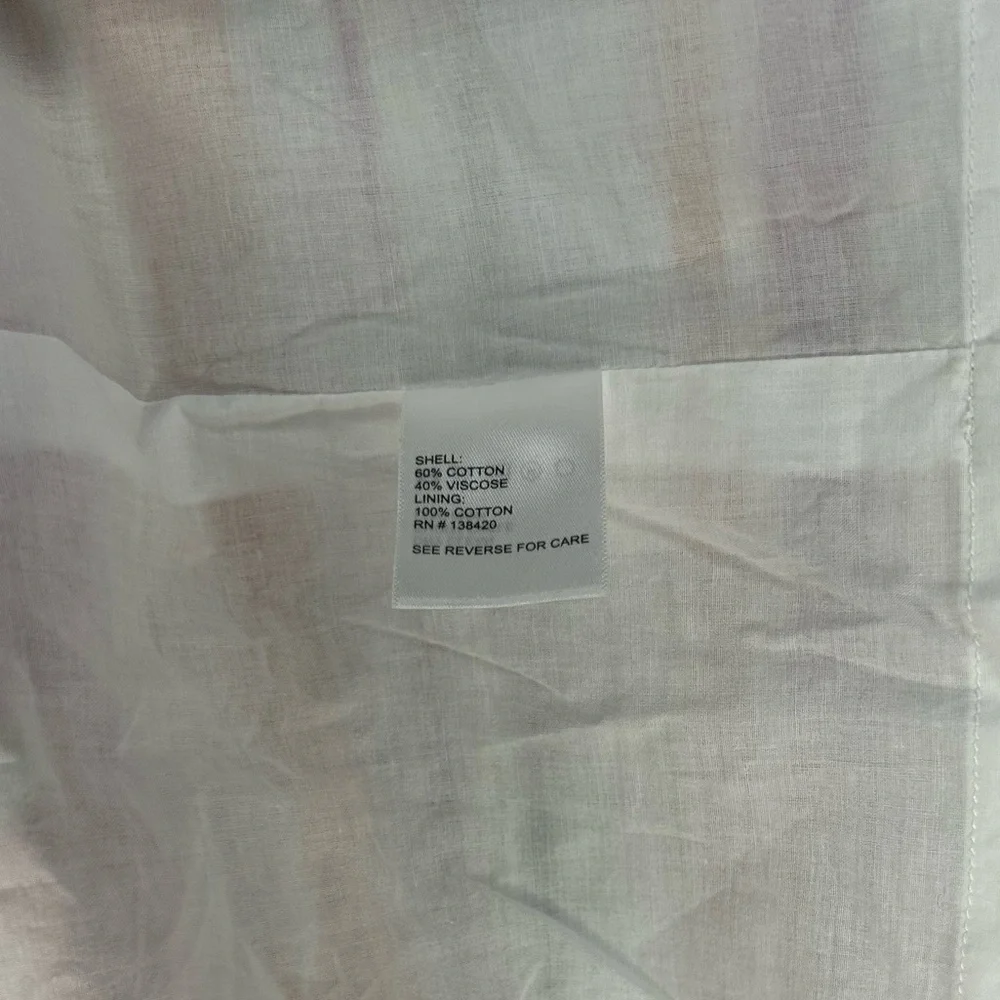 SHELL:
60% COTTON
40% VISCOSE
LINING:
100% COTTON
RN # 138420
SEE REVERSE FOR CARE